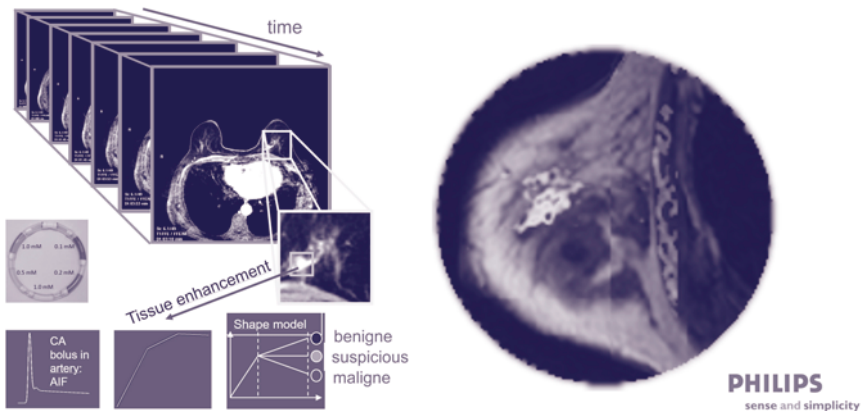 time
1.0 mM
0.1 mM
0.5 mM
0.2 mM
1.0 mM
Tissue enhancement
CA
bolus in
artery:
AIF
Shape model
benigne
suspicious
maligne
PHILIPS
sense and simplicity